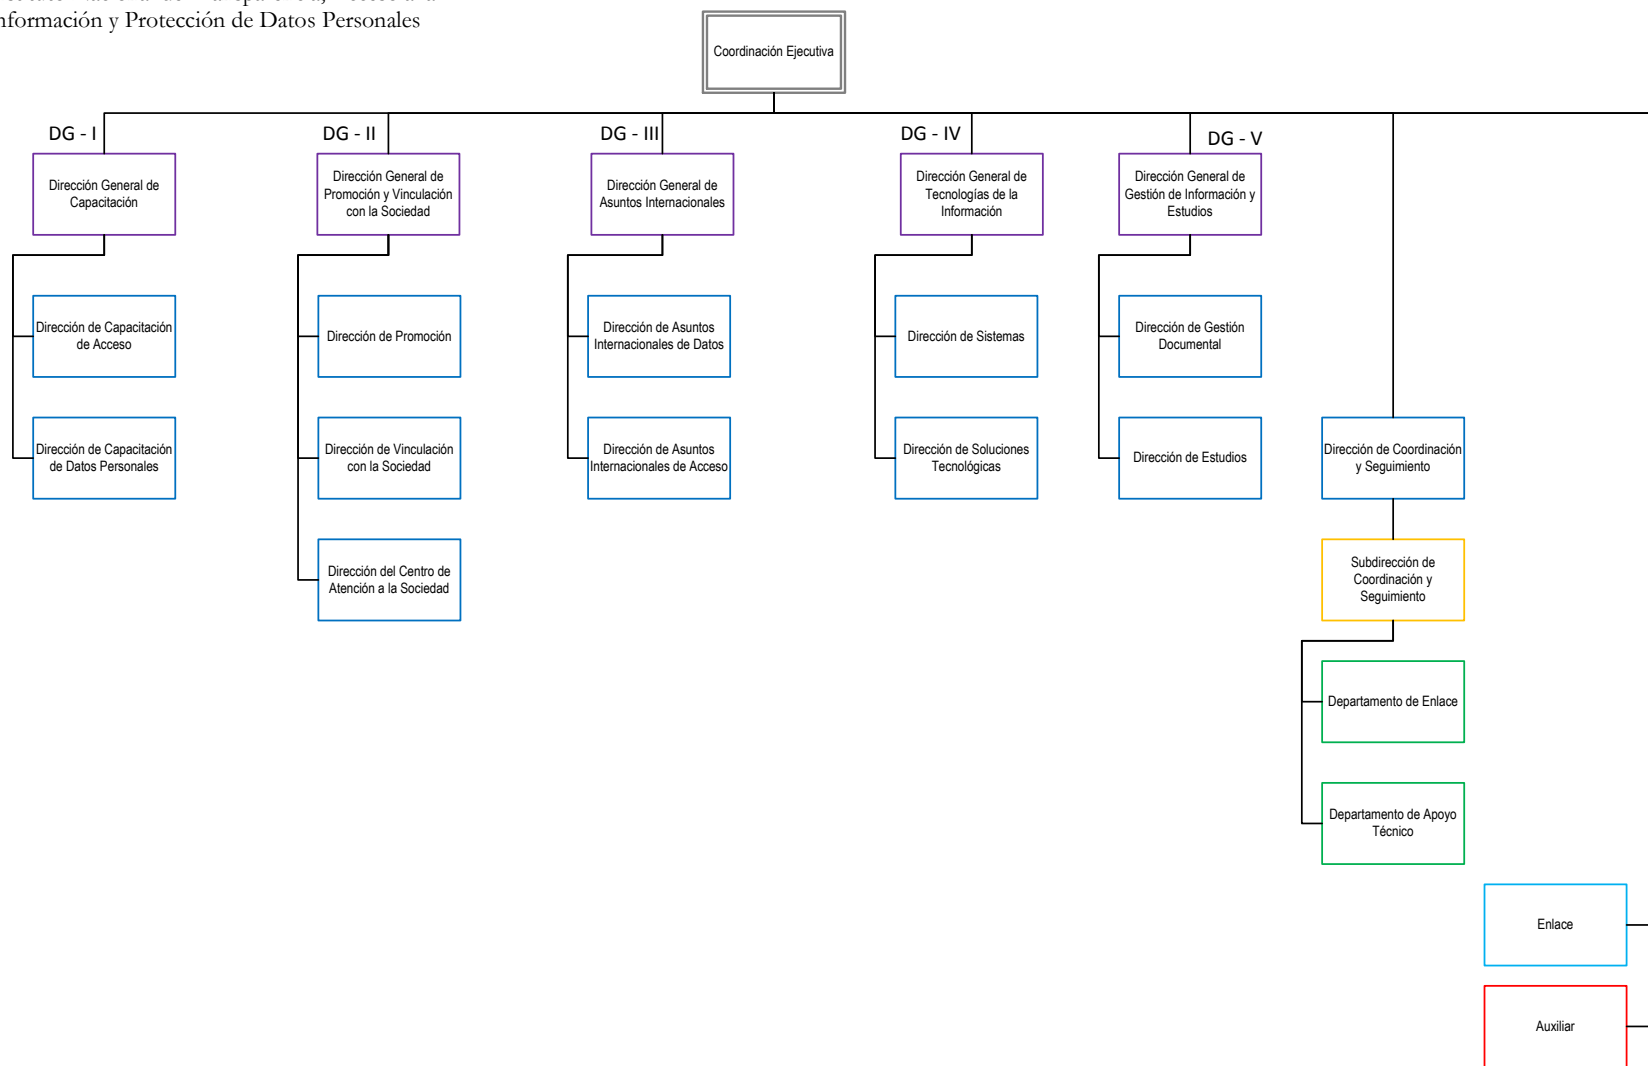 nformación y Protección de Datos Personales
Coordinación Ejecutiva
DG - I
DG - II
DG - III
DG - IV
DG - V
Dirección General de
Capacitación
Dirección General de
Promoción y Vinculación
con la Sociedad
Dirección General de
Asuntos Internacionales
Dirección General de
Tecnologías de la
Información
Dirección General de
Gestión de Información y
Estudios
Dirección de Capacitación
de Acceso
Dirección de Promoción
Dirección de Asuntos
Internacionales de Datos
Dirección de Sistemas
Dirección de Gestión
Documental
Dirección de Capacitación
de Datos Personales
Dirección de Vinculación
con la Sociedad
Dirección de Asuntos
Internacionales de Acceso
Dirección de Soluciones
Tecnológicas
Dirección de Estudios
Dirección de Coordinación
y Seguimiento
Dirección del Centro de
Atención a la Sociedad
Subdirección de
Coordinación y
Seguimiento
Departamento de Enlace
Departamento de Apoyo
Técnico
Enlace
Auxiliar